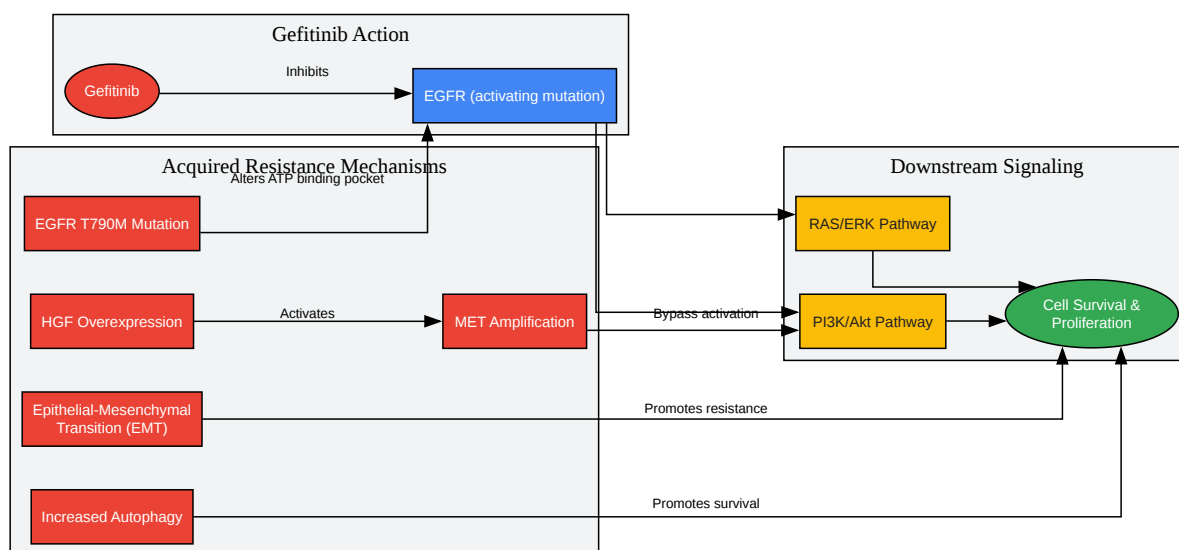 Gefitinib Action
Gefitinib
Inhibits
EGFR (activating mutation)
Acquired Resistance Mechanisms
Alters ATP binding pocket
EGFR T790M Mutation
HGF Overexpression
Activates
MET Amplification
Bypass activation
Epithelial-Mesenchymal
Transition (EMT)
Promotes resistance
Increased Autophagy
Promotes survival
Downstream Signaling
RAS/ERK Pathway
PI3K/Akt Pathway
Cell Survival &
Proliferation